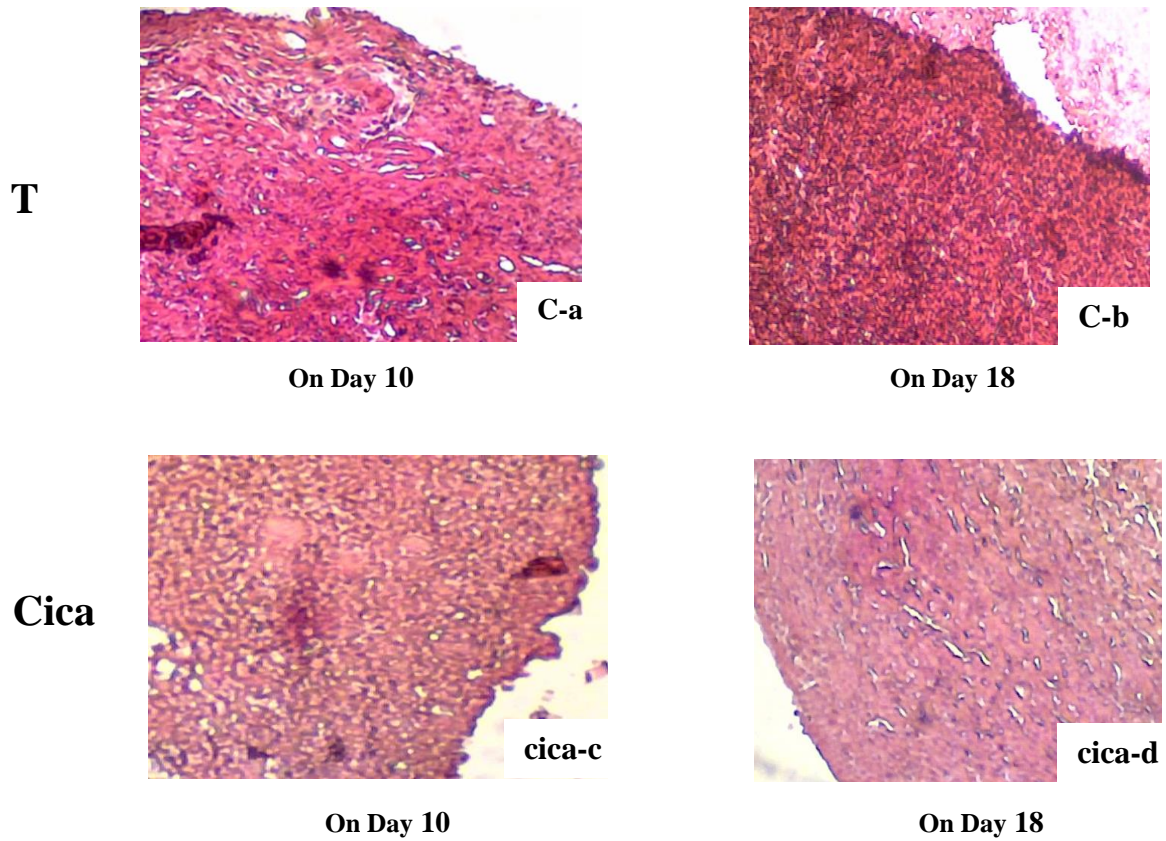 T
C-a
C-b
On Day 10
On Day 18
Cica
cica-c
cica-d
On Day 10
On Day 18